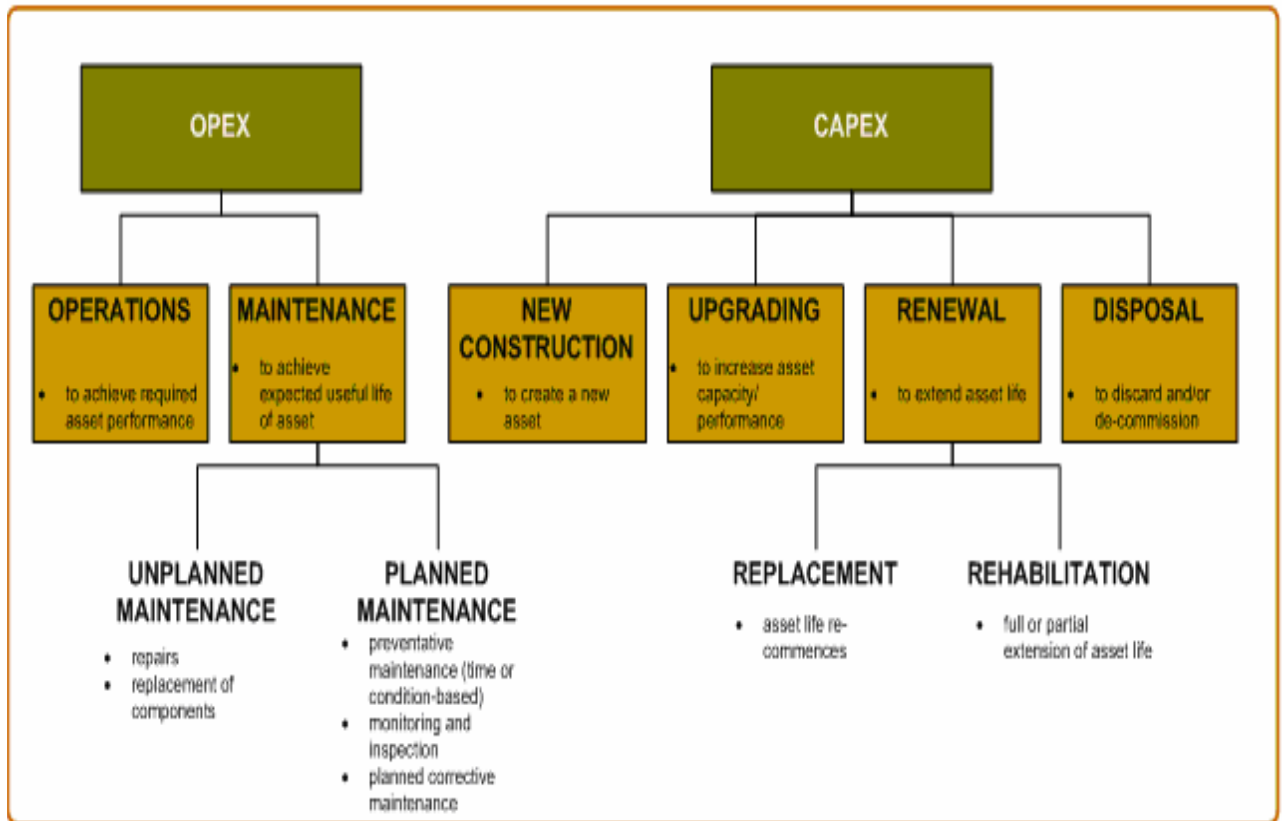 OPEX
CAPEX
OPERATIONS
• to achieve required
asset performance
MAINTENANCE
• to achieve
expected useful life
of asset
NEW
CONSTRUCTION
• to create a new
asset
UPGRADING
• to increase asset
capacity/
performance
RENEWAL
• to extend asset life
DISPOSAL
• to discard and/or
de-commission
UNPLANNED
MAINTENANCE
• repairs
• replacement of
components
PLANNED
MAINTENANCE
• preventative
maintenance (time or
condition-based)
• monitoring and
inspection
• planned corrective
maintenance
REPLACEMENT
• asset life re-
commences
REHABILITATION
• full or partial
extension of asset life